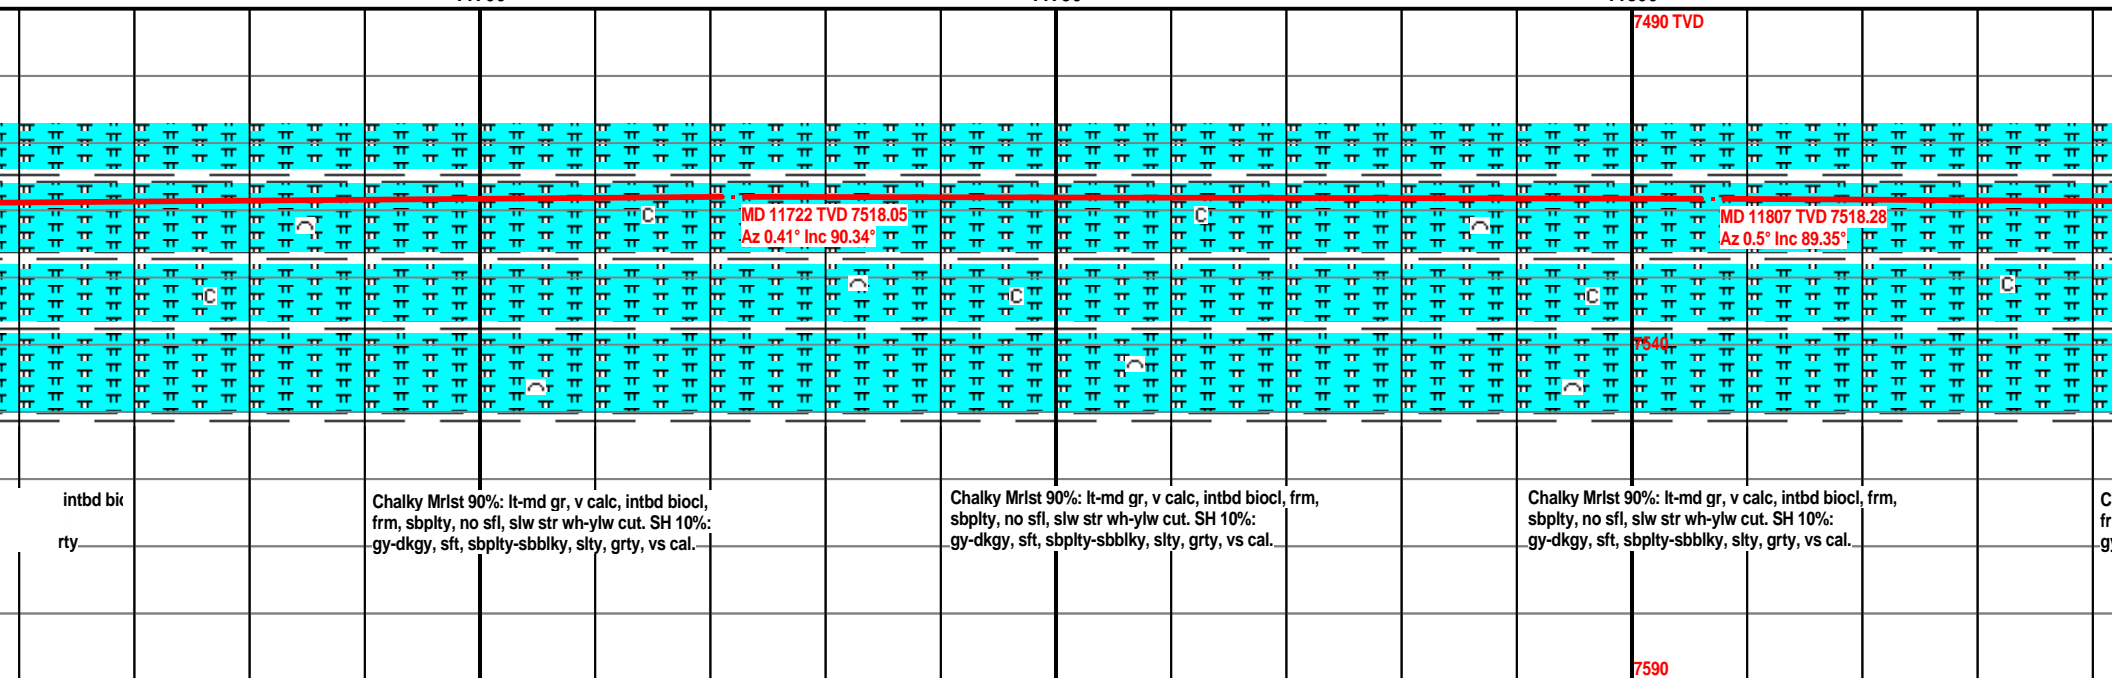 7490 TVD
MD 11722 TVD 7518.05
Az 0.41° Inc 90.34°
MD 11807 TVD 7518.28
Az 0.5° Inc 89.35°
C
C
C
C
C
C
7540
intbd bio
rty
Chalky Mrlst 90%: lt-md gr, v calc, intbd biocl,
frm, sbplty, no sfl, slw str wh-ylw cut. SH 10%:
gy-dkgy, sft, sbplty-sbblky, slty, grty, vs cal.
Chalky Mrlst 90%: lt-md gr, v calc, intbd biocl, frm,
sbplty, no sfl, slw str wh-ylw cut. SH 10%:
gy-dkgy, sft, sbplty-sbblky, slty, grty, vs cal.
Chalky Mrlst 90%: lt-md gr, v calc, intbd biocl, frm,
sbplty, no sfl, slw str wh-ylw cut. SH 10%:
gy-dkgy, sft, sbplty-sbblky, slty, grty, vs cal.
C
fr
gy
7590